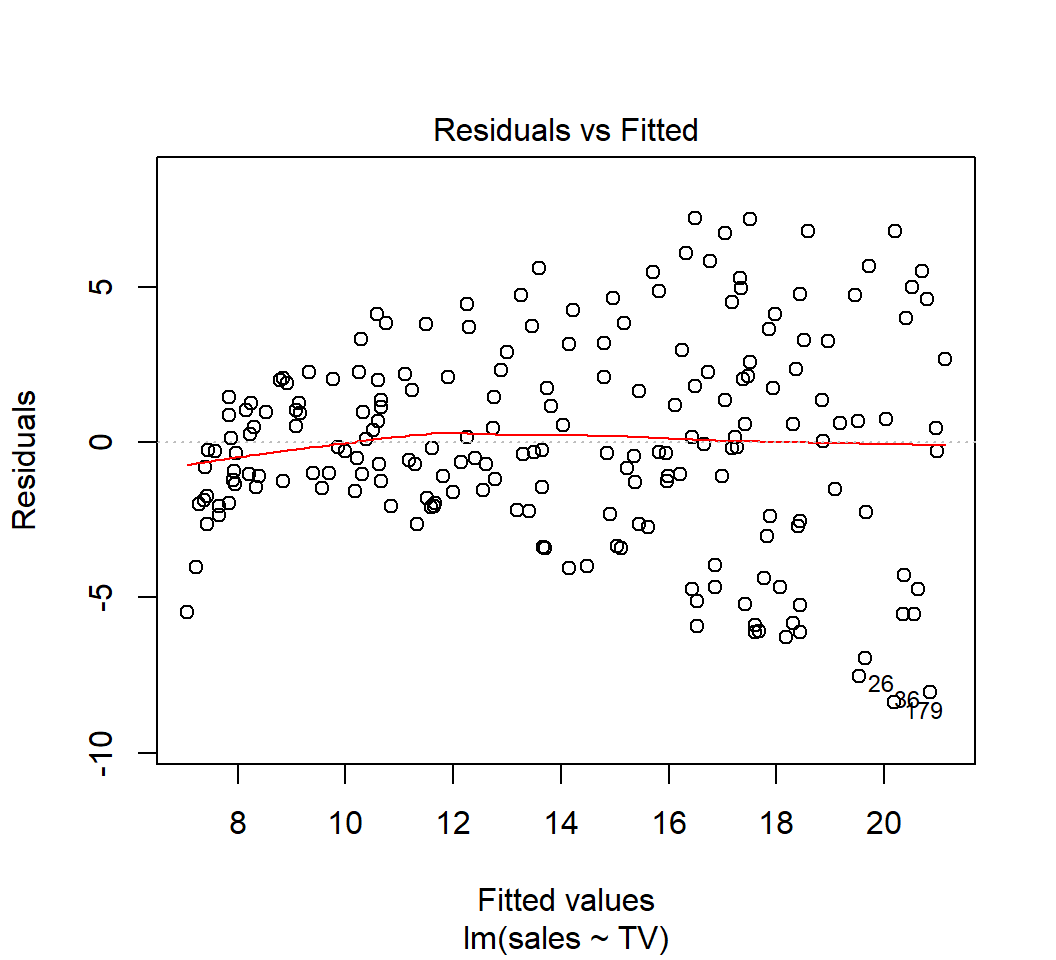 Residuals vs Fitted
Residuals
5
0
-5
-10
26
36
179
8 10 12 14 16 18 20
Fitted values
lm(sales ~ TV)